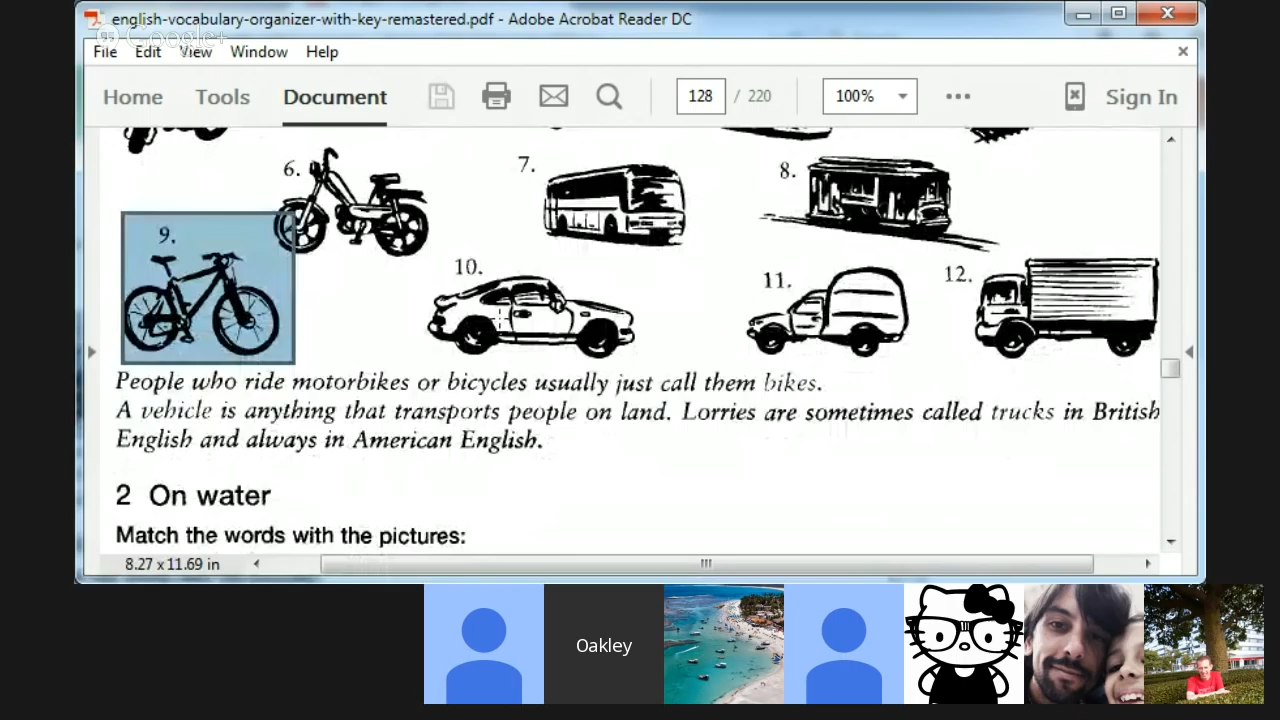 english-vocabulary-organizer-with-key-remastered.pdf - Adobe Acrobat Reader DC
Google+
File Edit View Window Help
Home Tools Document 128 / 220 100% Sign In
6. 7. 8.
9.
10. 11. 12.
People who ride motorbikes or bicycles usually just call them bikes.
A vehicle is anything that transports people on land. Lorries are sometimes called trucks in British
English and always in American English.
2 On water
Match the words with the pictures:
8.27 x 11.69 in
Oakley